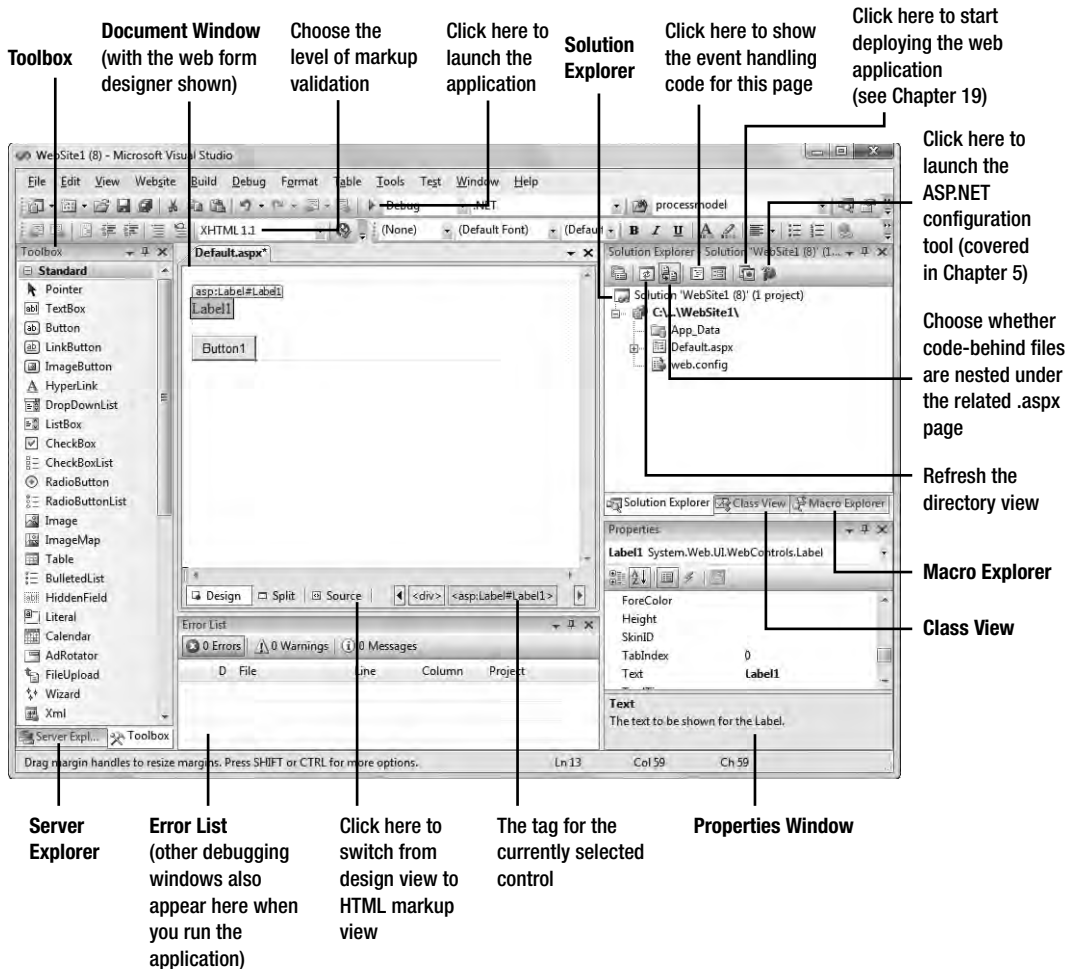 Toolbox
Document Window
(with the web form
designer shown)
Choose the
level of markup
validation
Click here to
launch the
application
Solution
Explorer
Click here to show
the event handling
code for this page
Click here to start
deploying the web
application
(see Chapter 19)
Click here to
launch the
ASP.NET
configuration
tool (covered
in Chapter 5)
Choose whether
code-behind files
are nested under
the related .aspx
page
Refresh the
directory view
Macro Explorer
Class View
WebSite1 (8) - Microsoft Visual Studio
File Edit View Website Build Debug Format Table Tools Test Window Help
Debug .NET processmodel
XHTML 1.1 (None) (Default Font) (Defaul B I U A
Toolbox
Standard
Pointer
TextBox
Button
LinkButton
ImageButton
HyperLink
DropDownList
ListBox
CheckBox
CheckBoxList
RadioButton
RadioButtonList
Image
ImageMap
Table
BulletedList
HiddenField
Literal
Calendar
AdRotator
FileUpload
Wizard
Xml
Server Expl... Toolbox
Default.aspx*
asp:Label#Label1
Label1
Button1
Design Split Source <div> <asp:Label#Label1>
Error List
0 Errors 0 Warnings 0 Messages
D File Line Column Project
Solution Explorer - Solution 'WebSite1 (8)' (1...
Solution 'WebSite1 (8)' (1 project)
C:\...\WebSite1\
App_Data
Default.aspx
web.config
Solution Explorer Class View Macro Explorer
Properties
Label1 System.Web.UI.WebControls.Label
ForeColor
Height
SkinID
TabIndex 0
Text Label1
Text
The text to be shown for the Label.
Drag margin handles to resize margins. Press SHIFT or CTRL for more options. Ln 13 Col 59 Ch 59
Server
Explorer
Error List
(other debugging
windows also
appear here when
you run the
application)
Click here to
switch from
design view to
HTML markup
view
The tag for the
currently selected
control
Properties Window